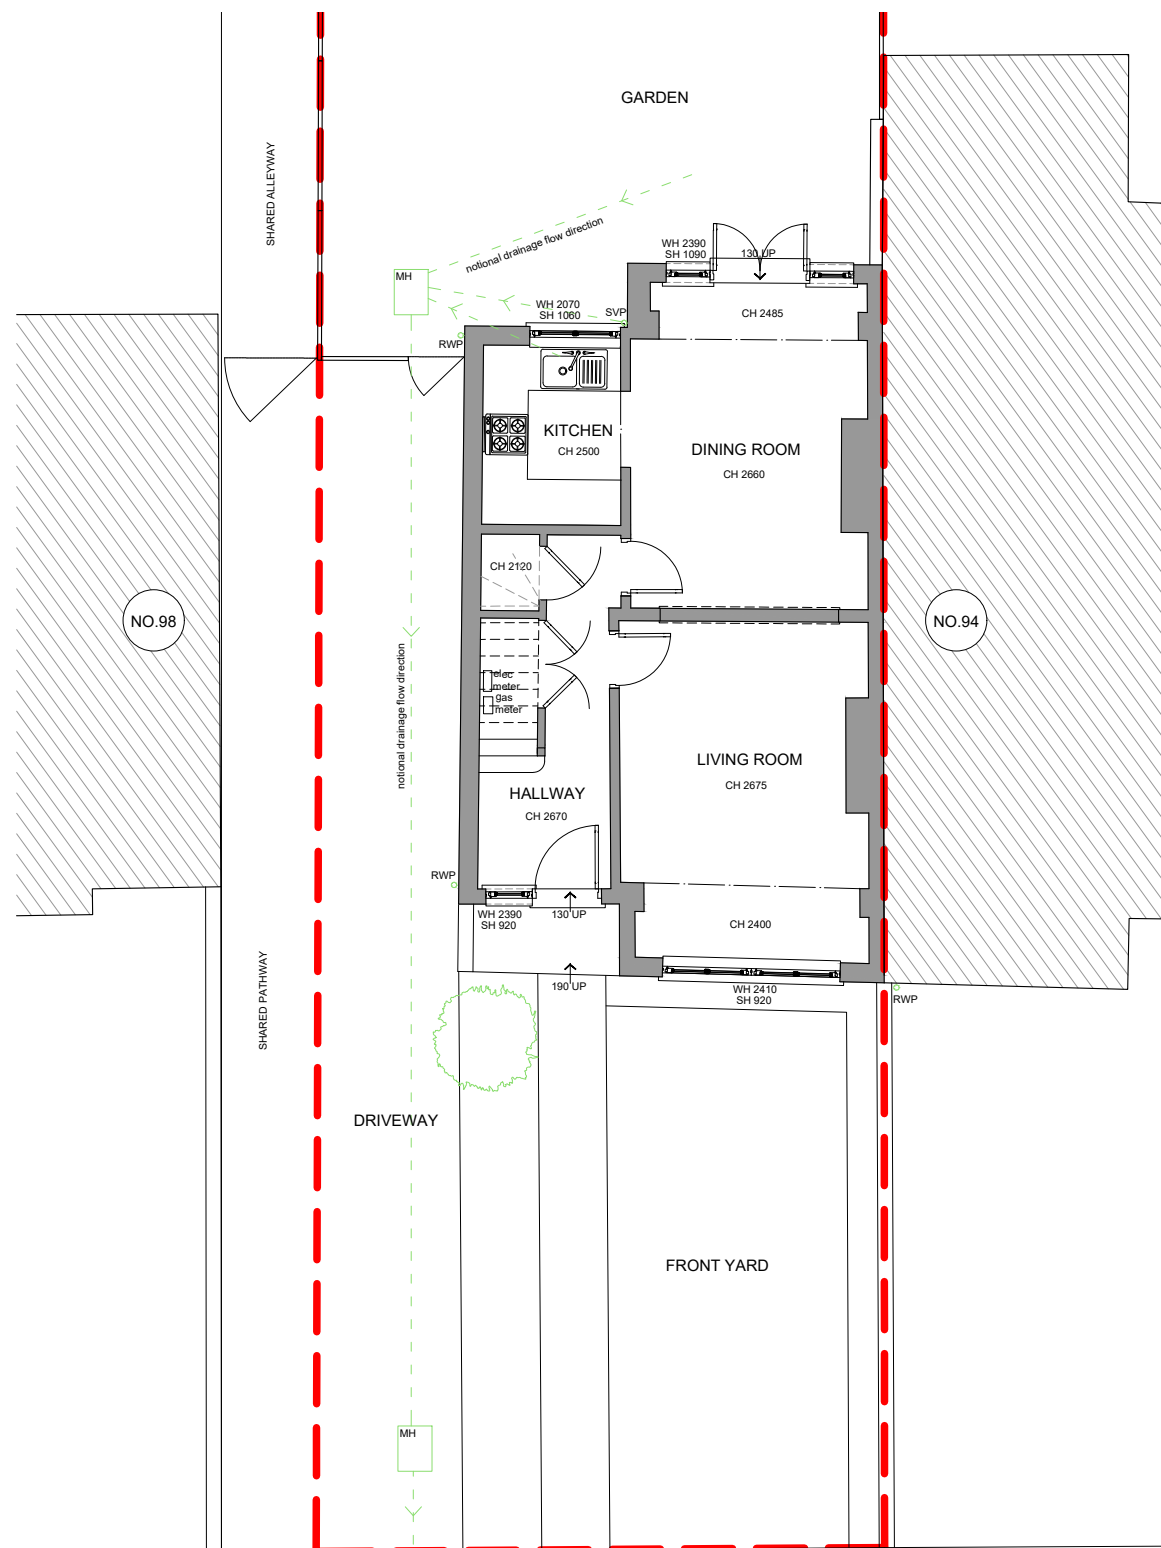 GARDEN
SHARED ALLEYWAY
notional drainage flow direction
WH 2390
SH 1090
130 UP
MH
WH 2070
SH 1060
SVP
CH 2485
RWP
KITCHEN
CH 2500
DINING ROOM
CH 2660
CH 2120
NO.98
NO.94
elec
meter
gas
meter
notional drainage flow direction
LIVING ROOM
CH 2675
HALLWAY
CH 2670
RWP
WH 2390
SH 920
130 UP
CH 2400
SHARED PATHWAY
190 UP
WH 2410
SH 920
RWP
DRIVEWAY
FRONT YARD
MH